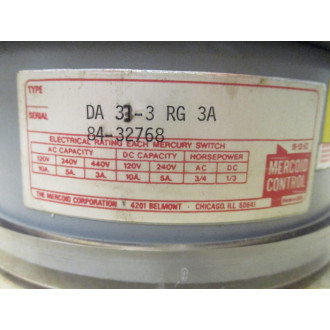 TYPE
DA 31-3 RG 3A
SERIAL
84-32768
ELECTRICAL RATING EACH MERCURY SWITCH
AC CAPACITY DC CAPACITY HORSEPOWER
120V 240V 440V 120V 240V AC DC
10A. 5A. 3A. 10A. 5A. 3/4 1/3
MERCOID
CONTROL
THE MERCOID CORPORATION 4201 BELMONT - CHICAGO, ILL 60641